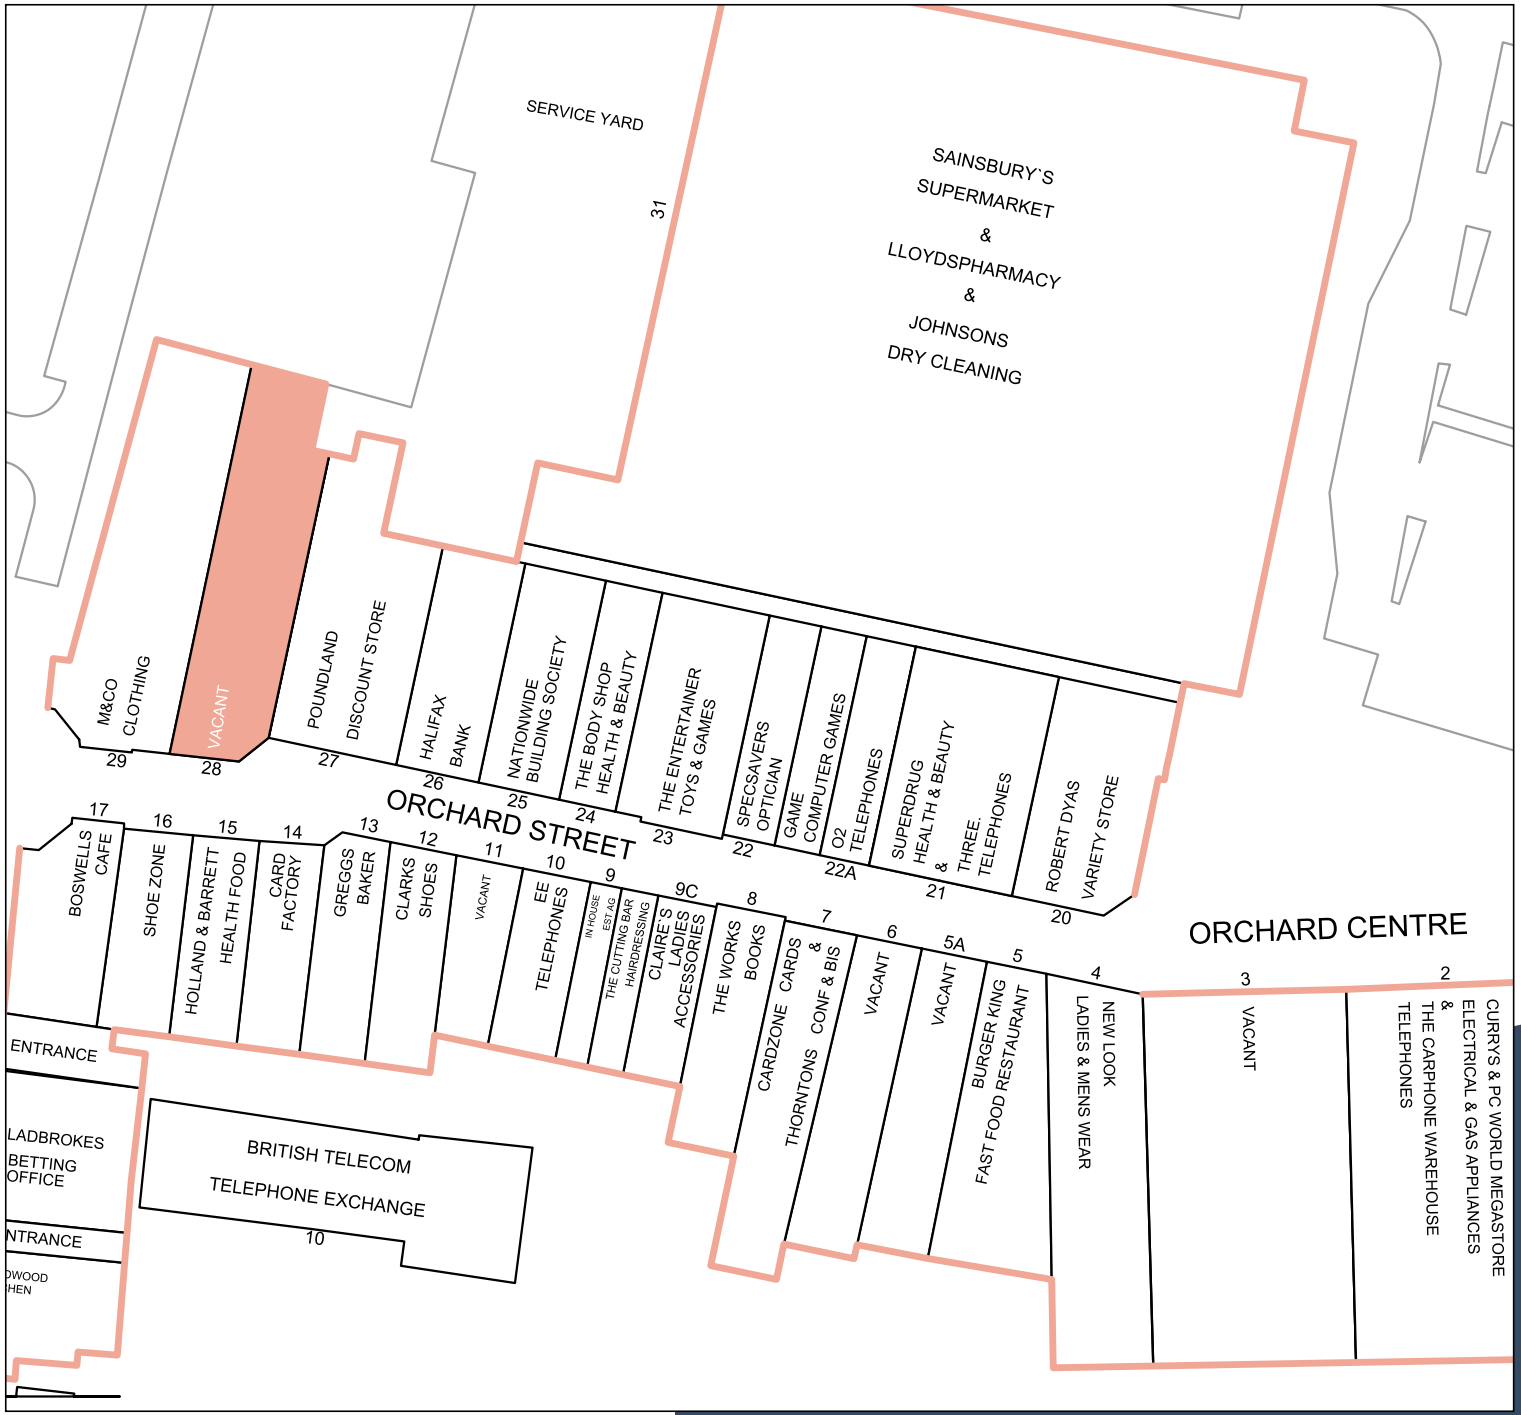 SERVICE YARD
31
SAINSBURY`S
SUPERMARKET
&
LLOYDSPHARMACY
&
JOHNSONS
DRY CLEANING
M&CO
CLOTHING
29
VACANT
28
POUNDLAND
DISCOUNT STORE
27
HALIFAX
BANK
26
NATIONWIDE
BUILDING SOCIETY
25
THE BODY SHOP
HEALTH & BEAUTY
24
THE ENTERTAINER
TOYS & GAMES
23
SPECSAVERS
OPTICIAN
22
GAME
COMPUTER GAMES
O2
TELEPHONES
22A
SUPERDRUG
HEALTH & BEAUTY
&
THREE.
TELEPHONES
21
ROBERT DYAS
VARIETY STORE
20
ORCHARD STREET
ORCHARD CENTRE
17
BOSWELLS
CAFE
16
SHOE ZONE
15
HOLLAND & BARRETT
HEALTH FOOD
14
CARD
FACTORY
13
GREGGS
BAKER
12
CLARKS
SHOES
11
VACANT
10
EE
TELEPHONES
9
IN HOUSE
EST AG
THE CUTTING BAR
HAIRDRESSING
9C
CLAIRE'S
LADIES
ACCESSORIES
8
THE WORKS
BOOKS
7
CARDZONE CARDS
&
THORNTONS CONF & BIS
6
VACANT
5A
VACANT
5
BURGER KING
FAST FOOD RESTAURANT
4
NEW LOOK
LADIES & MENS WEAR
3
VACANT
2
CURRYS & PC WORLD MEGASTORE
ELECTRICAL & GAS APPLIANCES
&
THE CARPHONE WAREHOUSE
TELEPHONES
ENTRANCE
LADBROKES
BETTING
OFFICE
NTRANCE
DWOOD
HEN
BRITISH TELECOM
TELEPHONE EXCHANGE
10